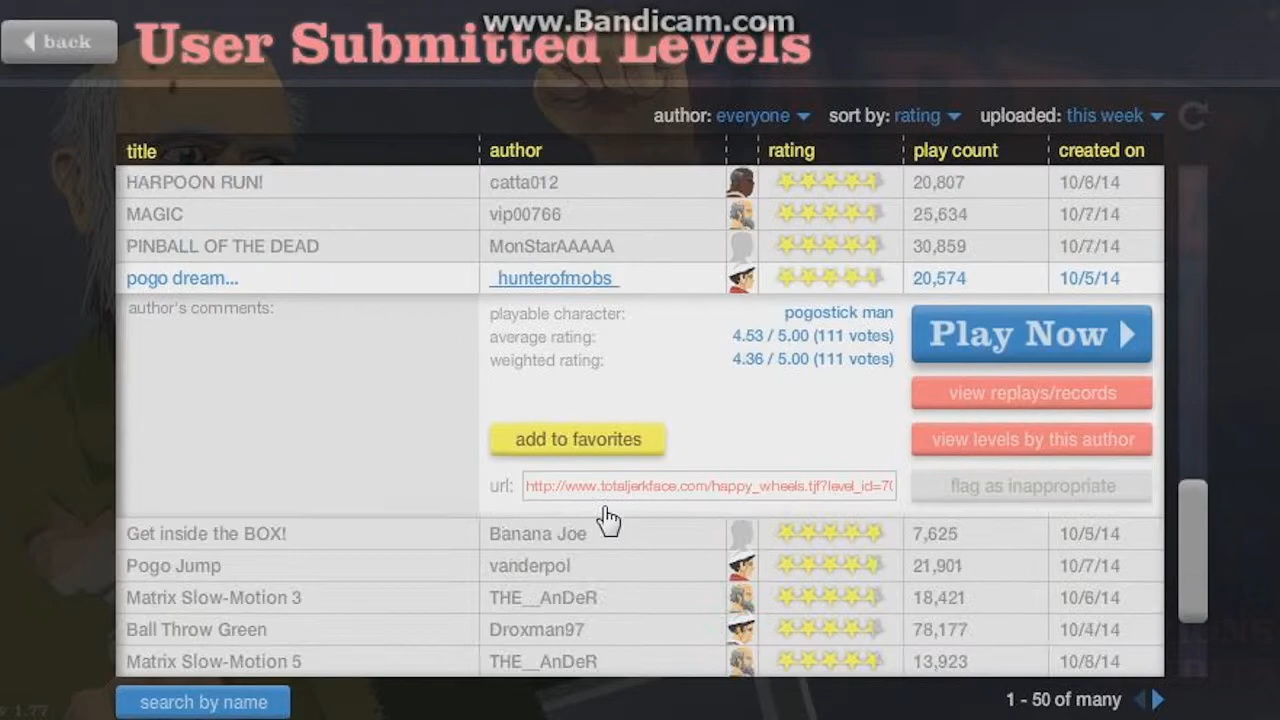 www.Bandicam.com
back
User Submitted Levels
author: everyone sort by: rating uploaded: this week
title author rating play count created on
HARPOON RUN! catta012 20,807 10/6/14
MAGIC vip00766 25,634 10/7/14
PINBALL OF THE DEAD MonStarAAAAA 30,859 10/7/14
pogo dream... _hunterofmobs_ 20,574 10/5/14
author's comments:
playable character: pogostick man
average rating: 4.53 / 5.00 (111 votes)
weighted rating: 4.36 / 5.00 (111 votes)
Play Now
view replays/records
add to favorites
view levels by this author
url: http://www.totaljerkface.com/happy_wheels.tjf?level_id=70
flag as inappropriate
Get inside the BOX! Banana Joe 7,625 10/8/14
Pogo Jump vanderpol 21,901 10/7/14
Matrix Slow-Motion 3 THE__AnDeR 18,421 10/6/14
Ball Throw Green Droxman97 78,177 10/4/14
Matrix Slow-Motion 5 THE__AnDeR 13,923 10/8/14
search by name
1 - 50 of many
v 1.77